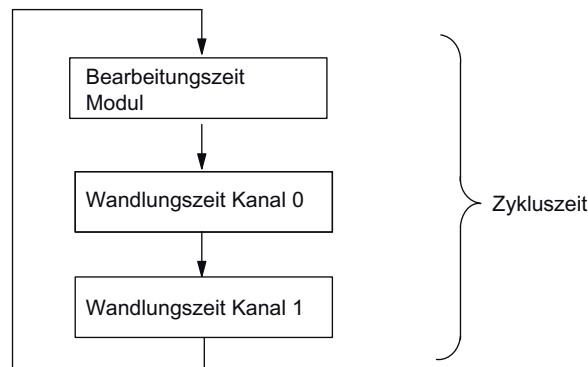 Bearbeitungszeit
Modul
Wandlungszeit Kanal 0
Zykluszeit
Wandlungszeit Kanal 1